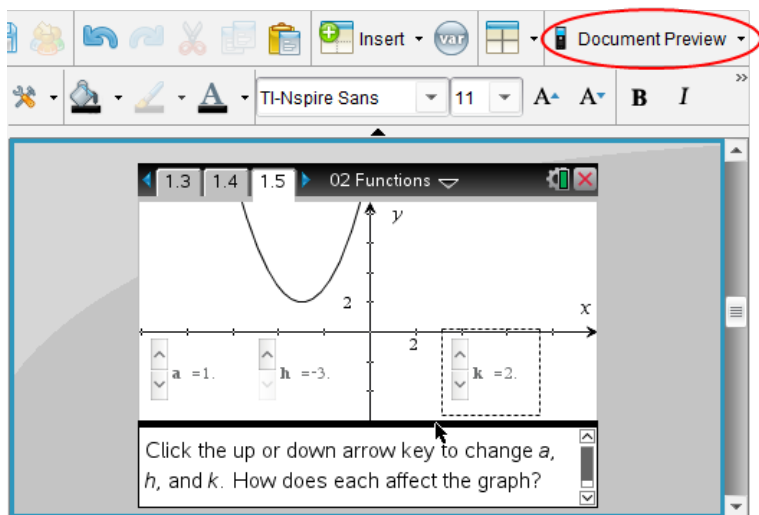 Insert var Document Preview
TI-Nspire Sans 11 A A B I
1.3 1.4 1.5 02 Functions
y
2
x
2
a =1. h =-3. k =2.
Click the up or down arrow key to change a,
h, and k. How does each affect the graph?